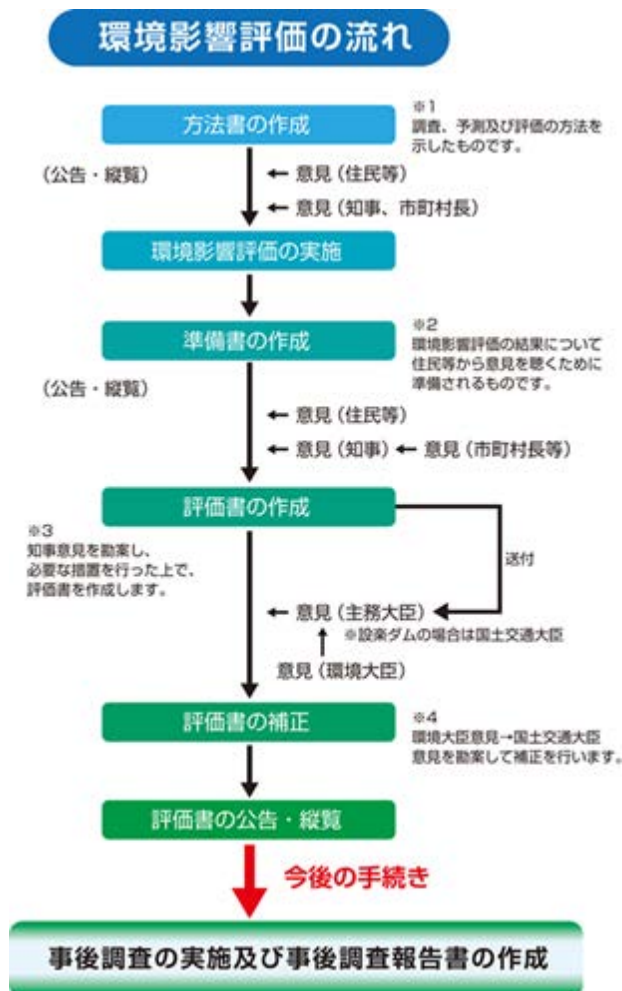 環境影響評価の流れ
方法書の作成
※1
調査、予測及び評価の方法を
示したものです。
（公告・縦覧）
意見（住民等）
意見（知事、市町村長）
環境影響評価の実施
準備書の作成
※2
環境影響評価の結果について
住民等から意見を聴くために
準備されるものです。
（公告・縦覧）
意見（住民等）
意見（知事）
意見（市町村長等）
評価書の作成
※3
知事意見を勘案し、
必要な措置を行った上で、
評価書を作成します。
送付
意見（主務大臣）
※設楽ダムの場合は国土交通大臣
意見（環境大臣）
評価書の補正
※4
環境大臣意見→国土交通大臣
意見を勘案して補正を行います。
評価書の公告・縦覧
今後の手続き
事後調査の実施及び事後調査報告書の作成